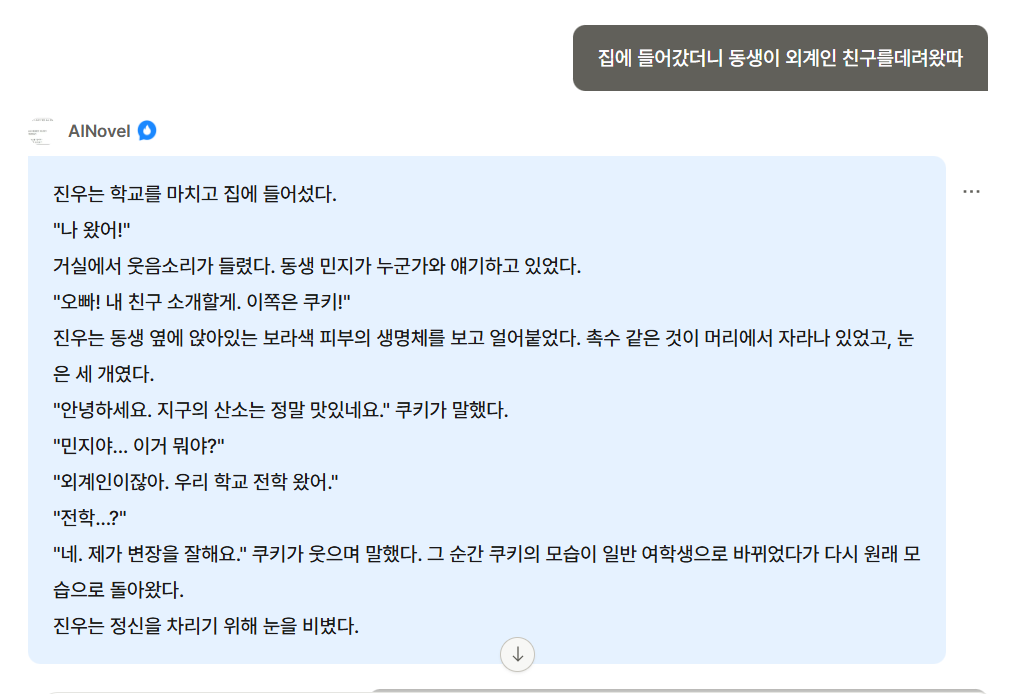 집에 들어갔더니 동생이 외계인 친구를데려왔따
AINovel
진우는 학교를 마치고 집에 들어섰다.
"나 왔어!"
거실에서 웃음소리가 들렸다. 동생 민지가 누군가와 얘기하고 있었다.
"오빠! 내 친구 소개할게. 이쪽은 쿠키!"
진우는 동생 옆에 앉아있는 보라색 피부의 생명체를 보고 얼어붙었다. 촉수 같은 것이 머리에서 자라나 있었고, 눈
은 세 개였다.
"안녕하세요. 지구의 산소는 정말 맛있네요." 쿠키가 말했다.
"민지야... 이거 뭐야?"
"외계인이잖아. 우리 학교 전학 왔어."
"전학...?"
"네. 제가 변장을 잘해요." 쿠키가 웃으며 말했다. 그 순간 쿠키의 모습이 일반 여학생으로 바뀌었다가 다시 원래 모
습으로 돌아왔다.
진우는 정신을 차리기 위해 눈을 비볐다.